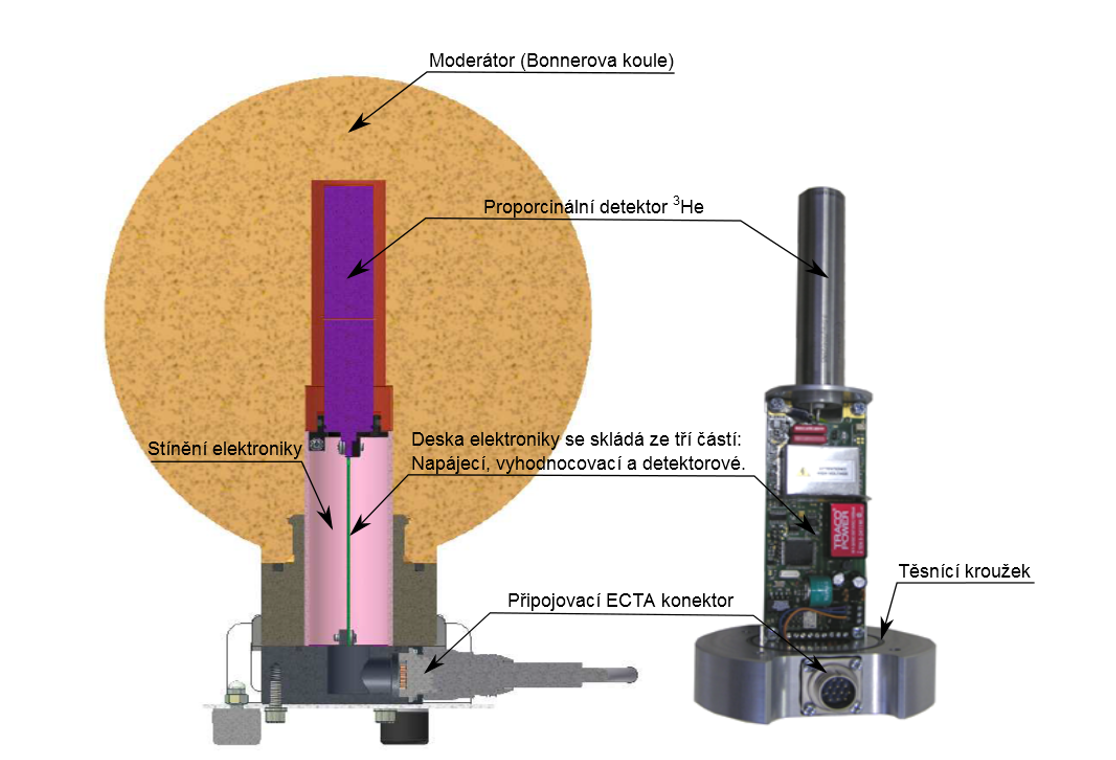 Moderátor (Bonnerova koule)
Proporcinální detektor ³He
Stínění elektroniky
Deska elektroniky se skládá ze tří částí:
Napájecí, vyhodnocovací a detektorové.
TRACO
POWER
Těsnící kroužek
Připojovací ECTA konektor